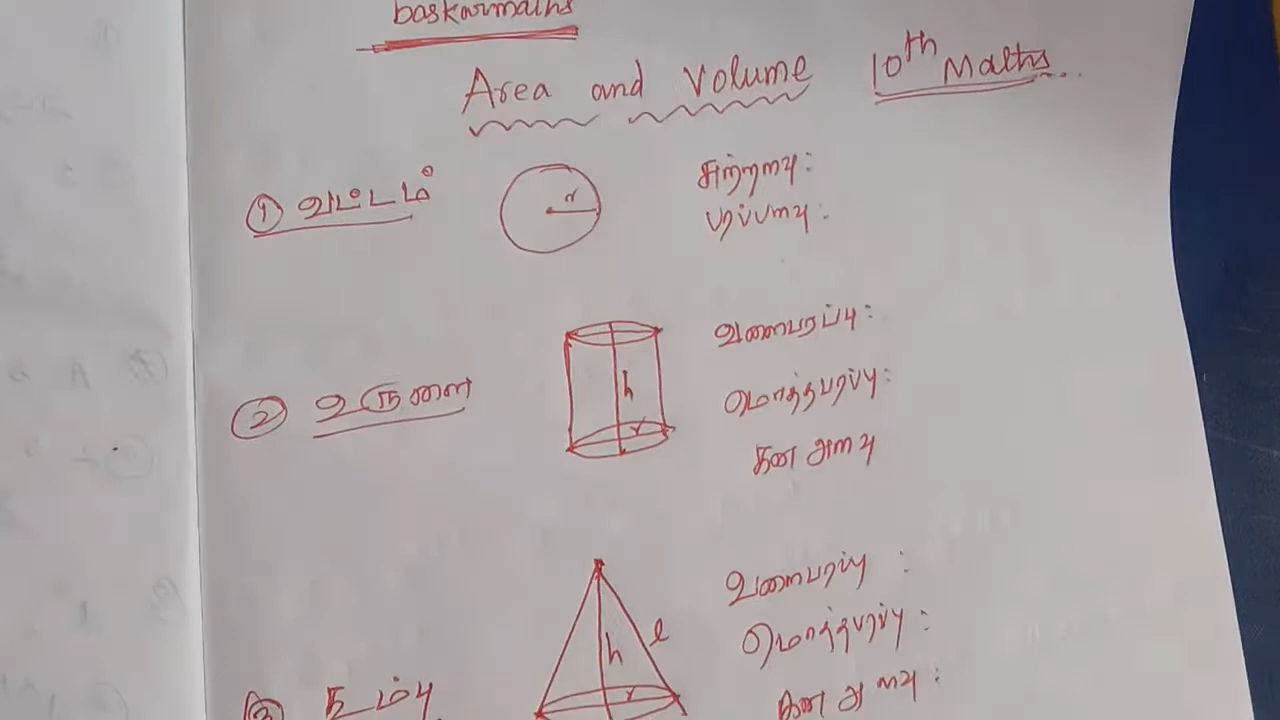 baskarmaths
Area and Volume 10th Maths...
① வட்டம் r சுற்றளவு:
பரப்பளவு:
② உருளை h r வளைபரப்பு:
மொத்தபரப்பு:
கன அளவு
③ கூம்பு h l r வளைபரப்பு :
மொத்தபரப்பு :
கன அளவு :